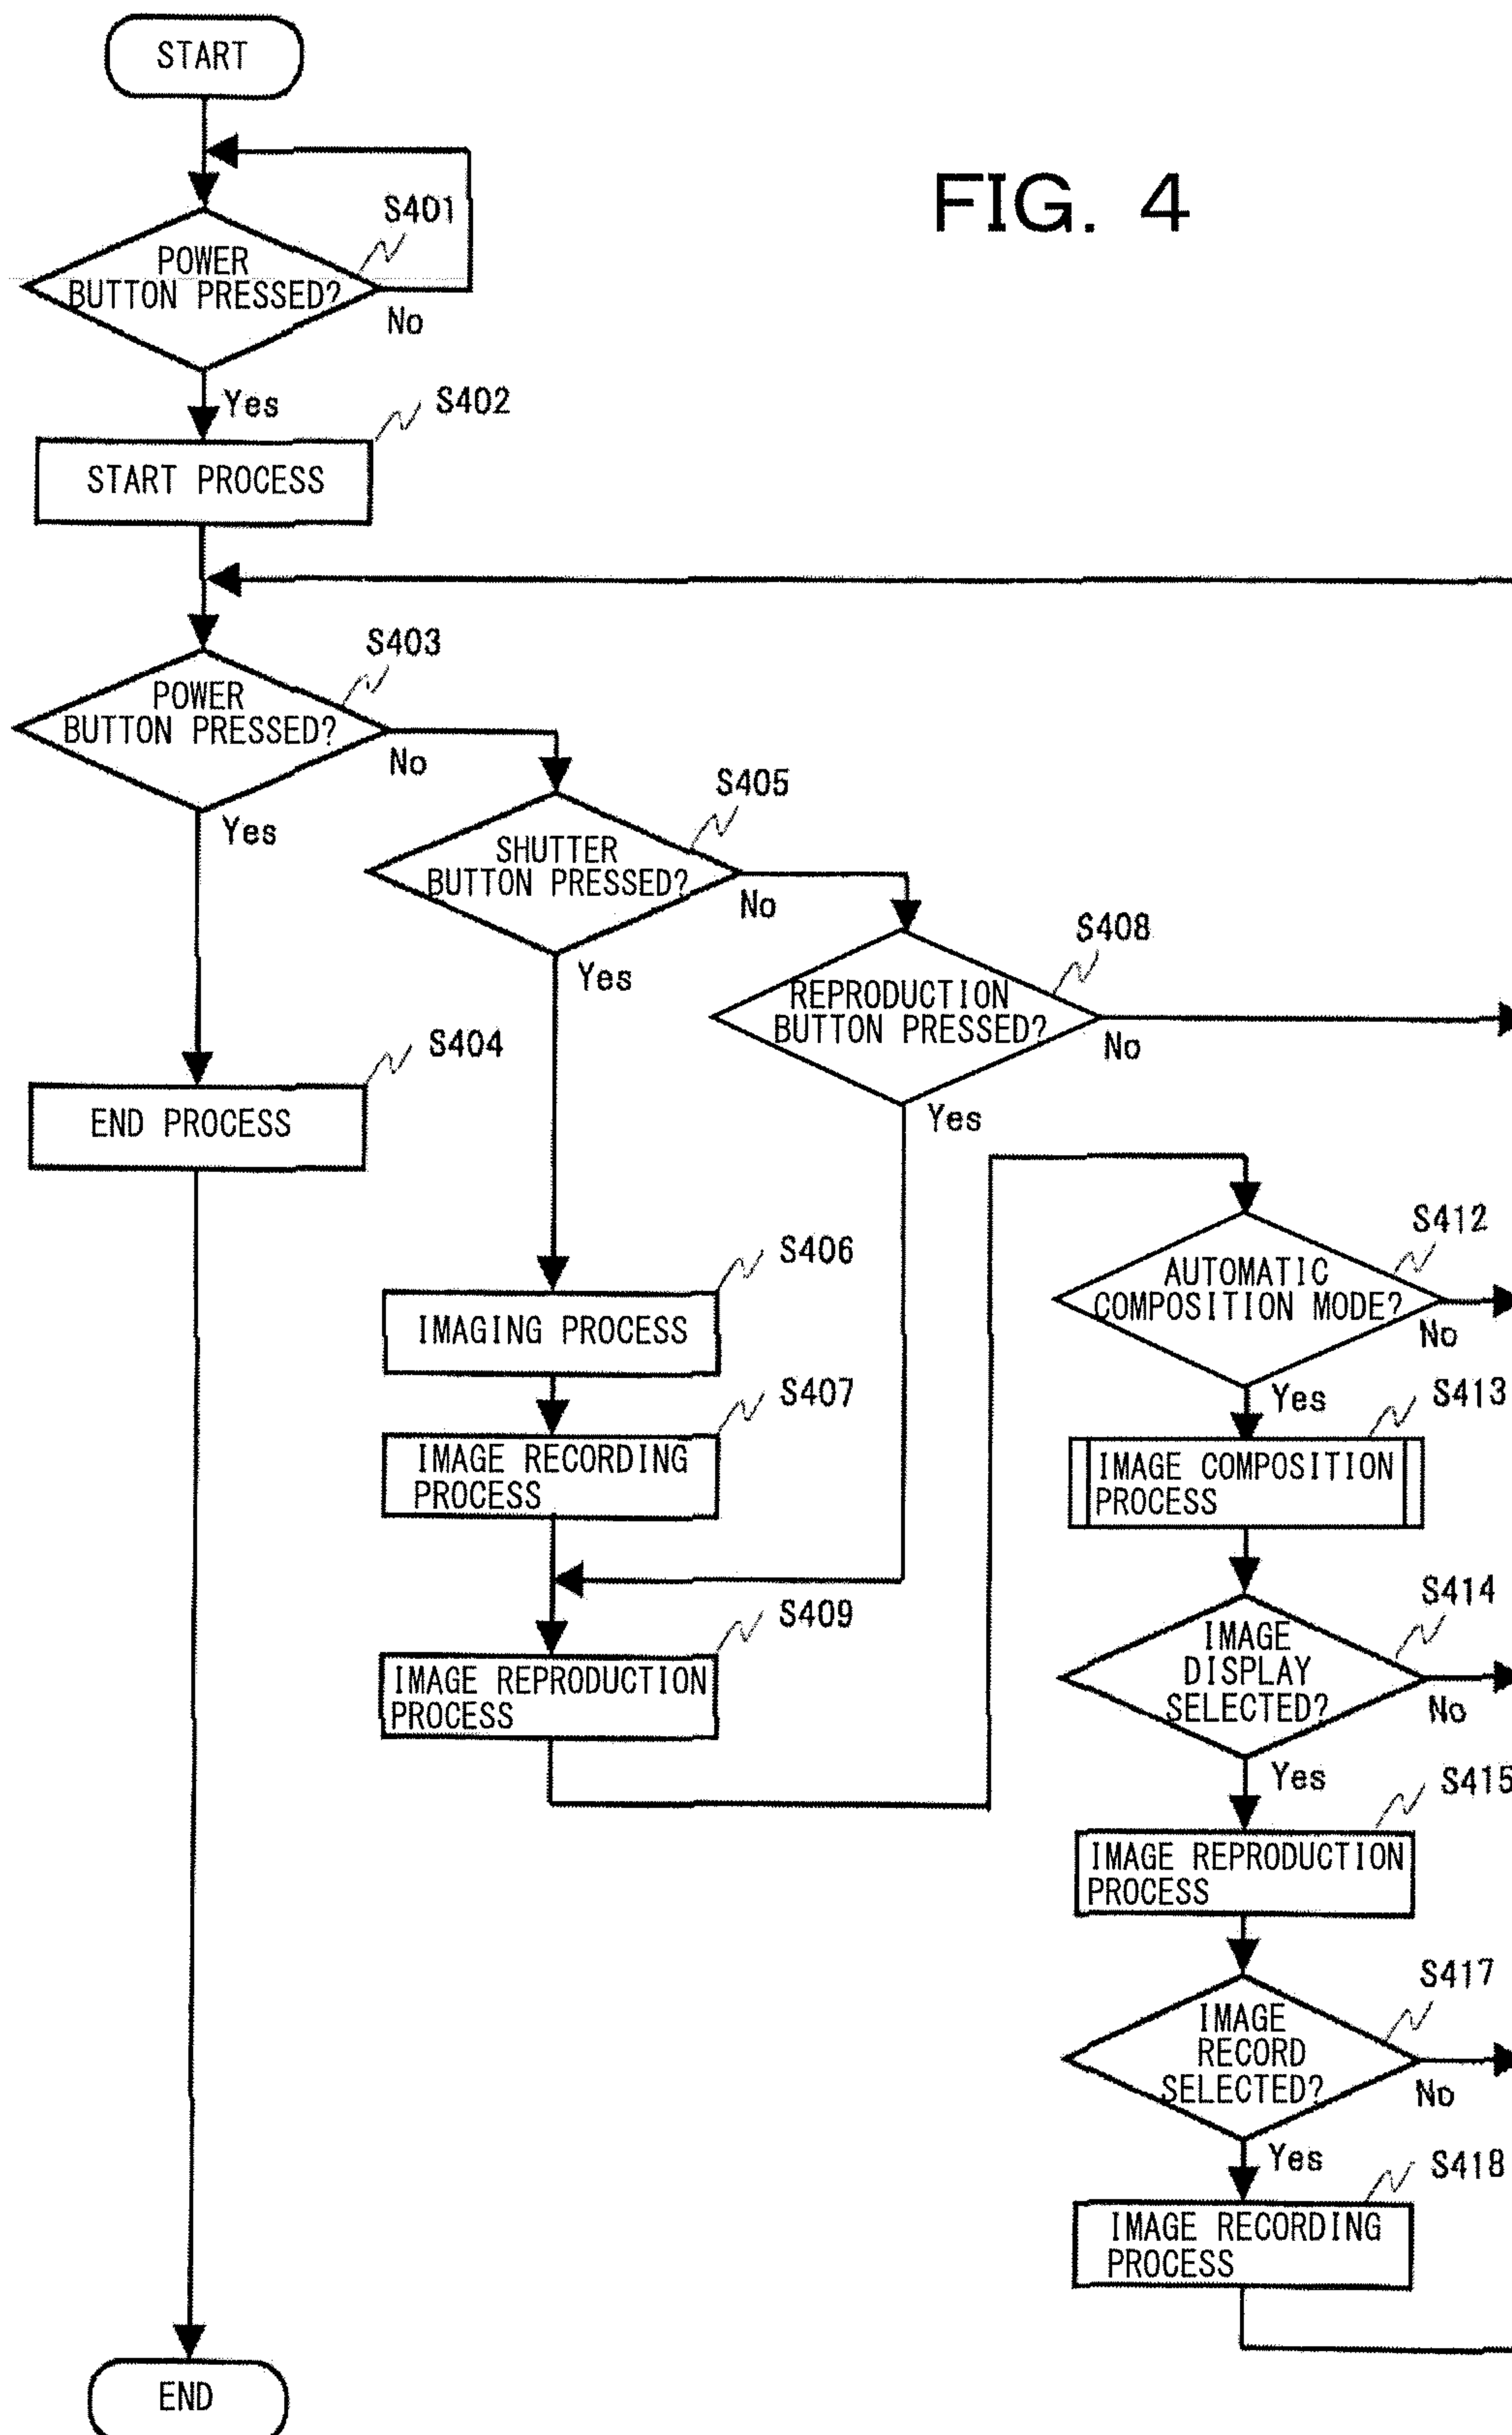 START
FIG. 4
S401
POWER
BUTTON PRESSED?
No
Yes
S402
START PROCESS
S403
POWER
BUTTON PRESSED?
No
Yes
S405
SHUTTER
BUTTON PRESSED?
No
Yes
S408
REPRODUCTION
BUTTON PRESSED?
No
Yes
S404
END PROCESS
S406
IMAGING PROCESS
S407
IMAGE RECORDING
PROCESS
S409
IMAGE REPRODUCTION
PROCESS
S412
AUTOMATIC
COMPOSITION MODE?
No
Yes
S413
IMAGE COMPOSITION
PROCESS
S414
IMAGE
DISPLAY
SELECTED?
No
Yes
S415
IMAGE REPRODUCTION
PROCESS
S417
IMAGE
RECORD
SELECTED?
No
Yes
S418
IMAGE RECORDING
PROCESS
END